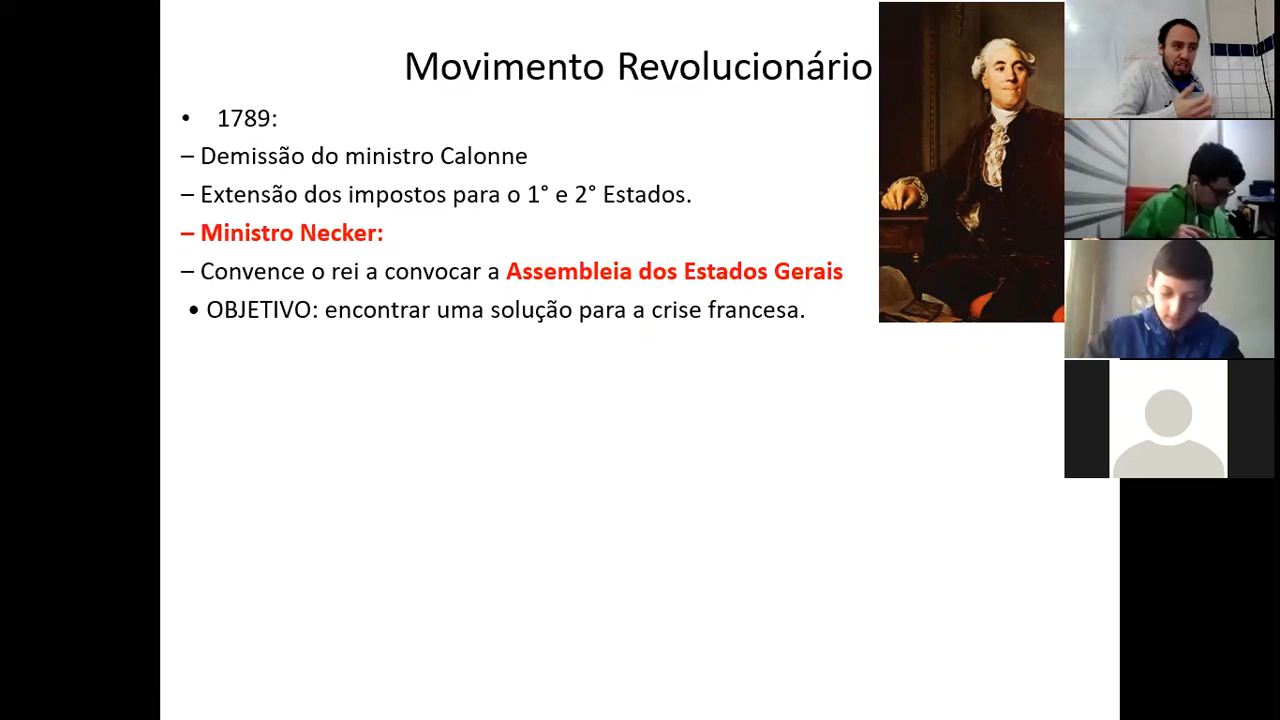 Movimento Revolucionário
• 1789:
– Demissão do ministro Calonne
– Extensão dos impostos para o 1° e 2° Estados.
– Ministro Necker:
– Convence o rei a convocar a Assembleia dos Estados Gerais
• OBJETIVO: encontrar uma solução para a crise francesa.